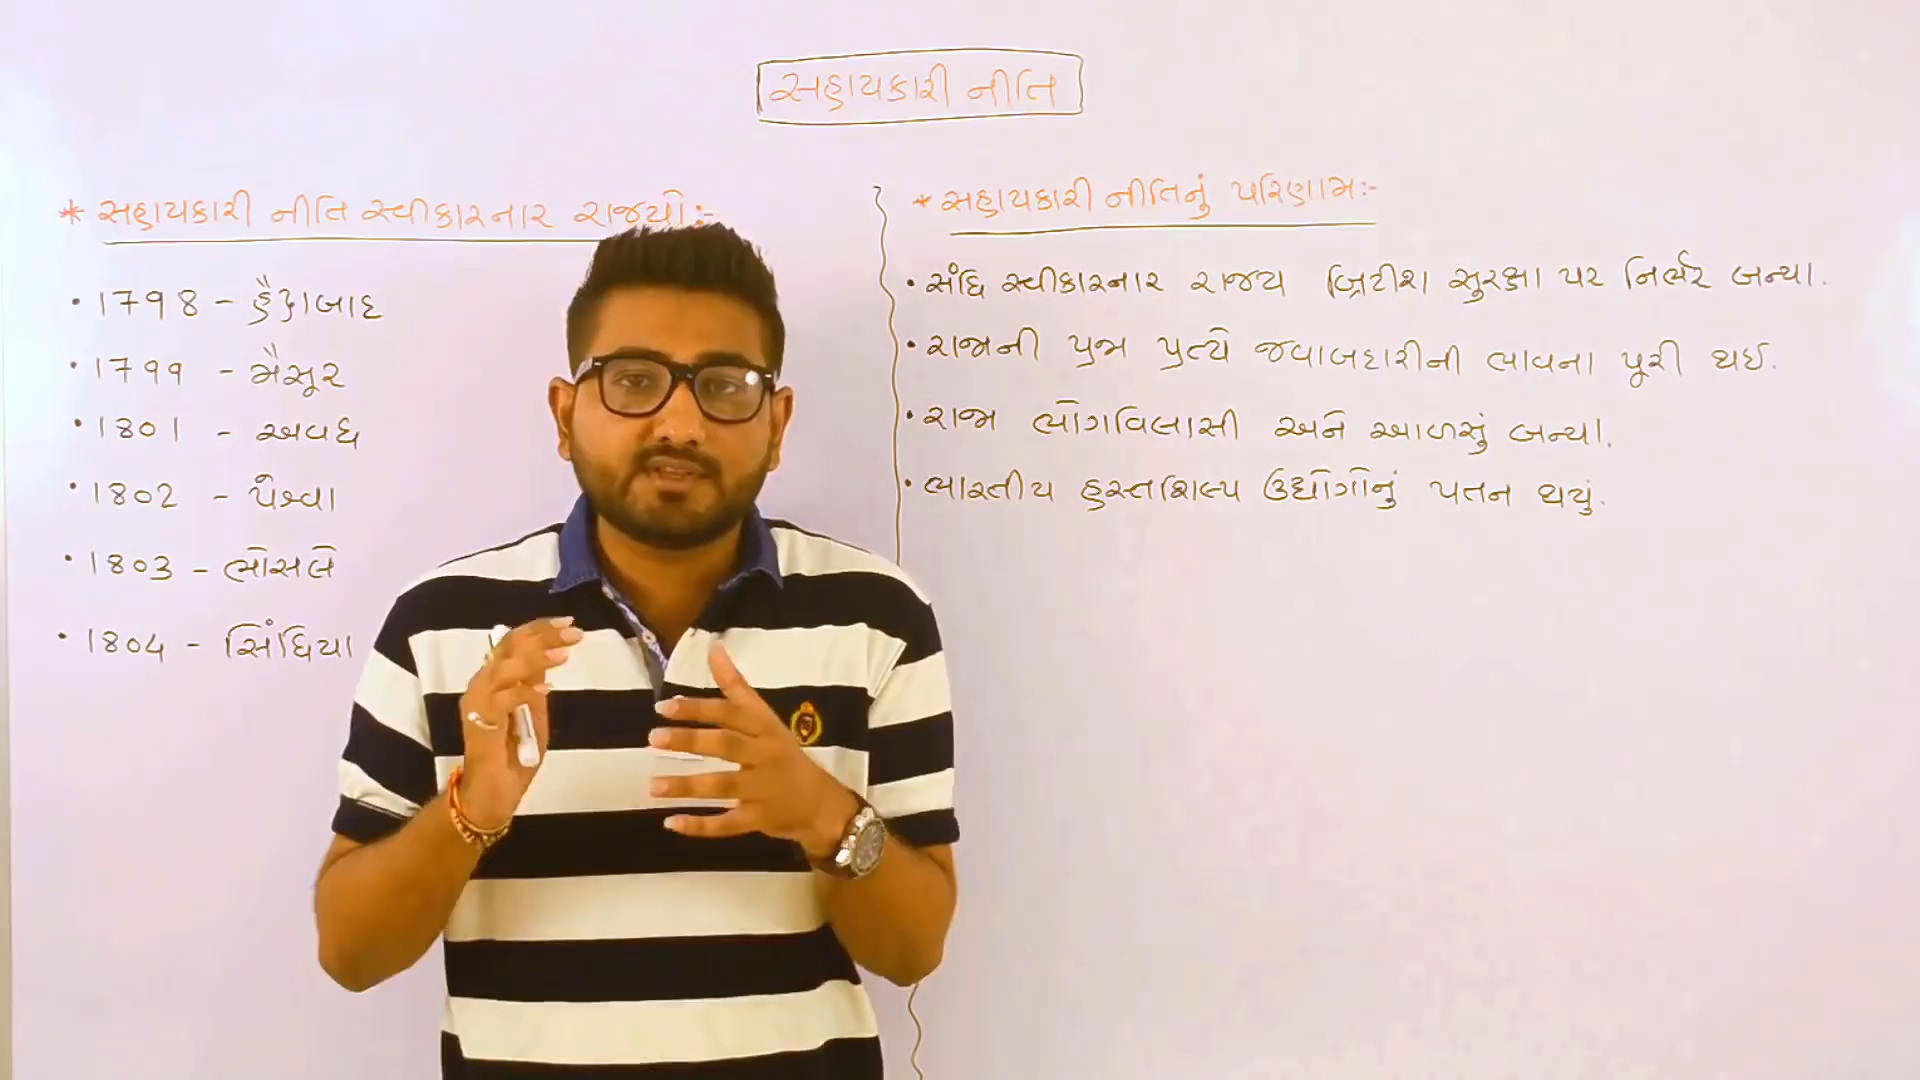 સહાયકારી નીતિ
* સહાયકારી નીતિ સ્વીકારનાર રાજ્યો:-
• 1798 - હૈદ્રાબાદ
• 1799 - મૈસૂર
• 1801 - અવધ
• 1802 - પેશ્વા
• 1803 - ભોંસલે
• 1804 - સિંધિયા
* સહાયકારી નીતિનું પરિણામ:-
• સંધિ સ્વીકારનાર રાજ્ય બ્રિટીશ સુરક્ષા પર નિર્ભર બન્યા.
• રાજાની પ્રજા પ્રત્યે જવાબદારીની ભાવના પૂરી થઈ.
• રાજા ભોગવિલાસી અને આળસું બન્યા.
• ભારતીય હસ્તશિલ્પ ઉદ્યોગોનું પતન થયું.